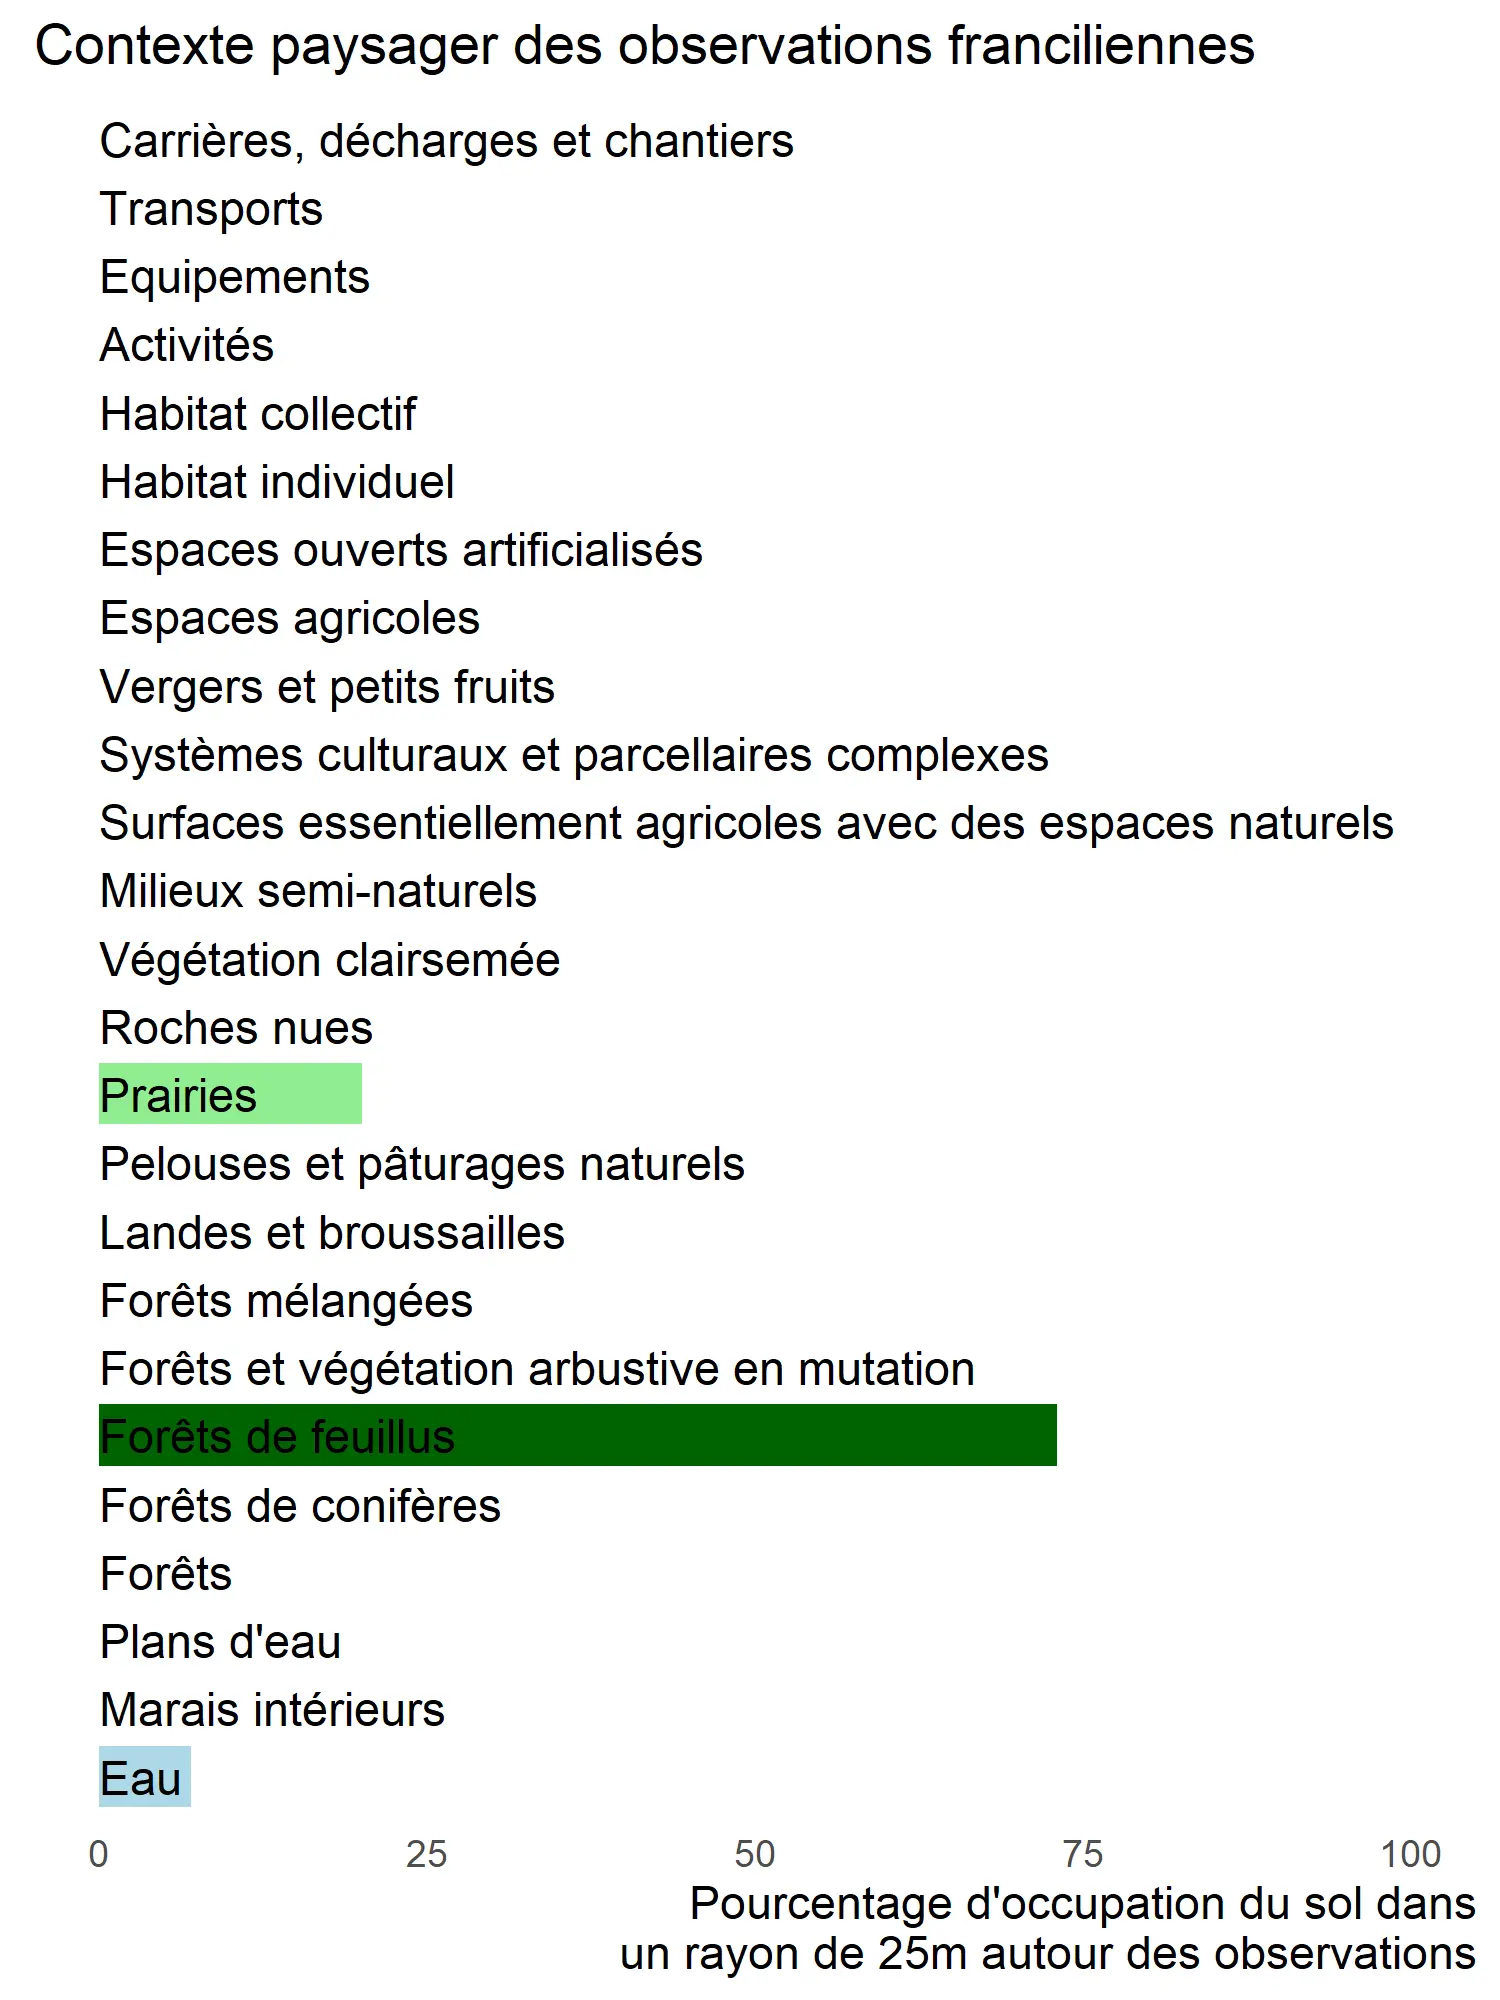 Contexte paysager des observations franciliennes
Carrières, décharges et chantiers
Transports
Equipements
Activités
Habitat collectif
Habitat individuel
Espaces ouverts artificialisés
Espaces agricoles
Vergers et petits fruits
Systèmes culturaux et parcellaires complexes
Surfaces essentiellement agricoles avec des espaces naturels
Milieux semi-naturels
Végétation clairsemée
Roches nues
Prairies
Pelouses et pâturages naturels
Landes et broussailles
Forêts mélangées
Forêts et végétation arbustive en mutation
Forêts de feuillus
Forêts de conifères
Forêts
Plans d'eau
Marais intérieurs
Eau
0 25 50 75 100
Pourcentage d'occupation du sol dans
un rayon de 25m autour des observations